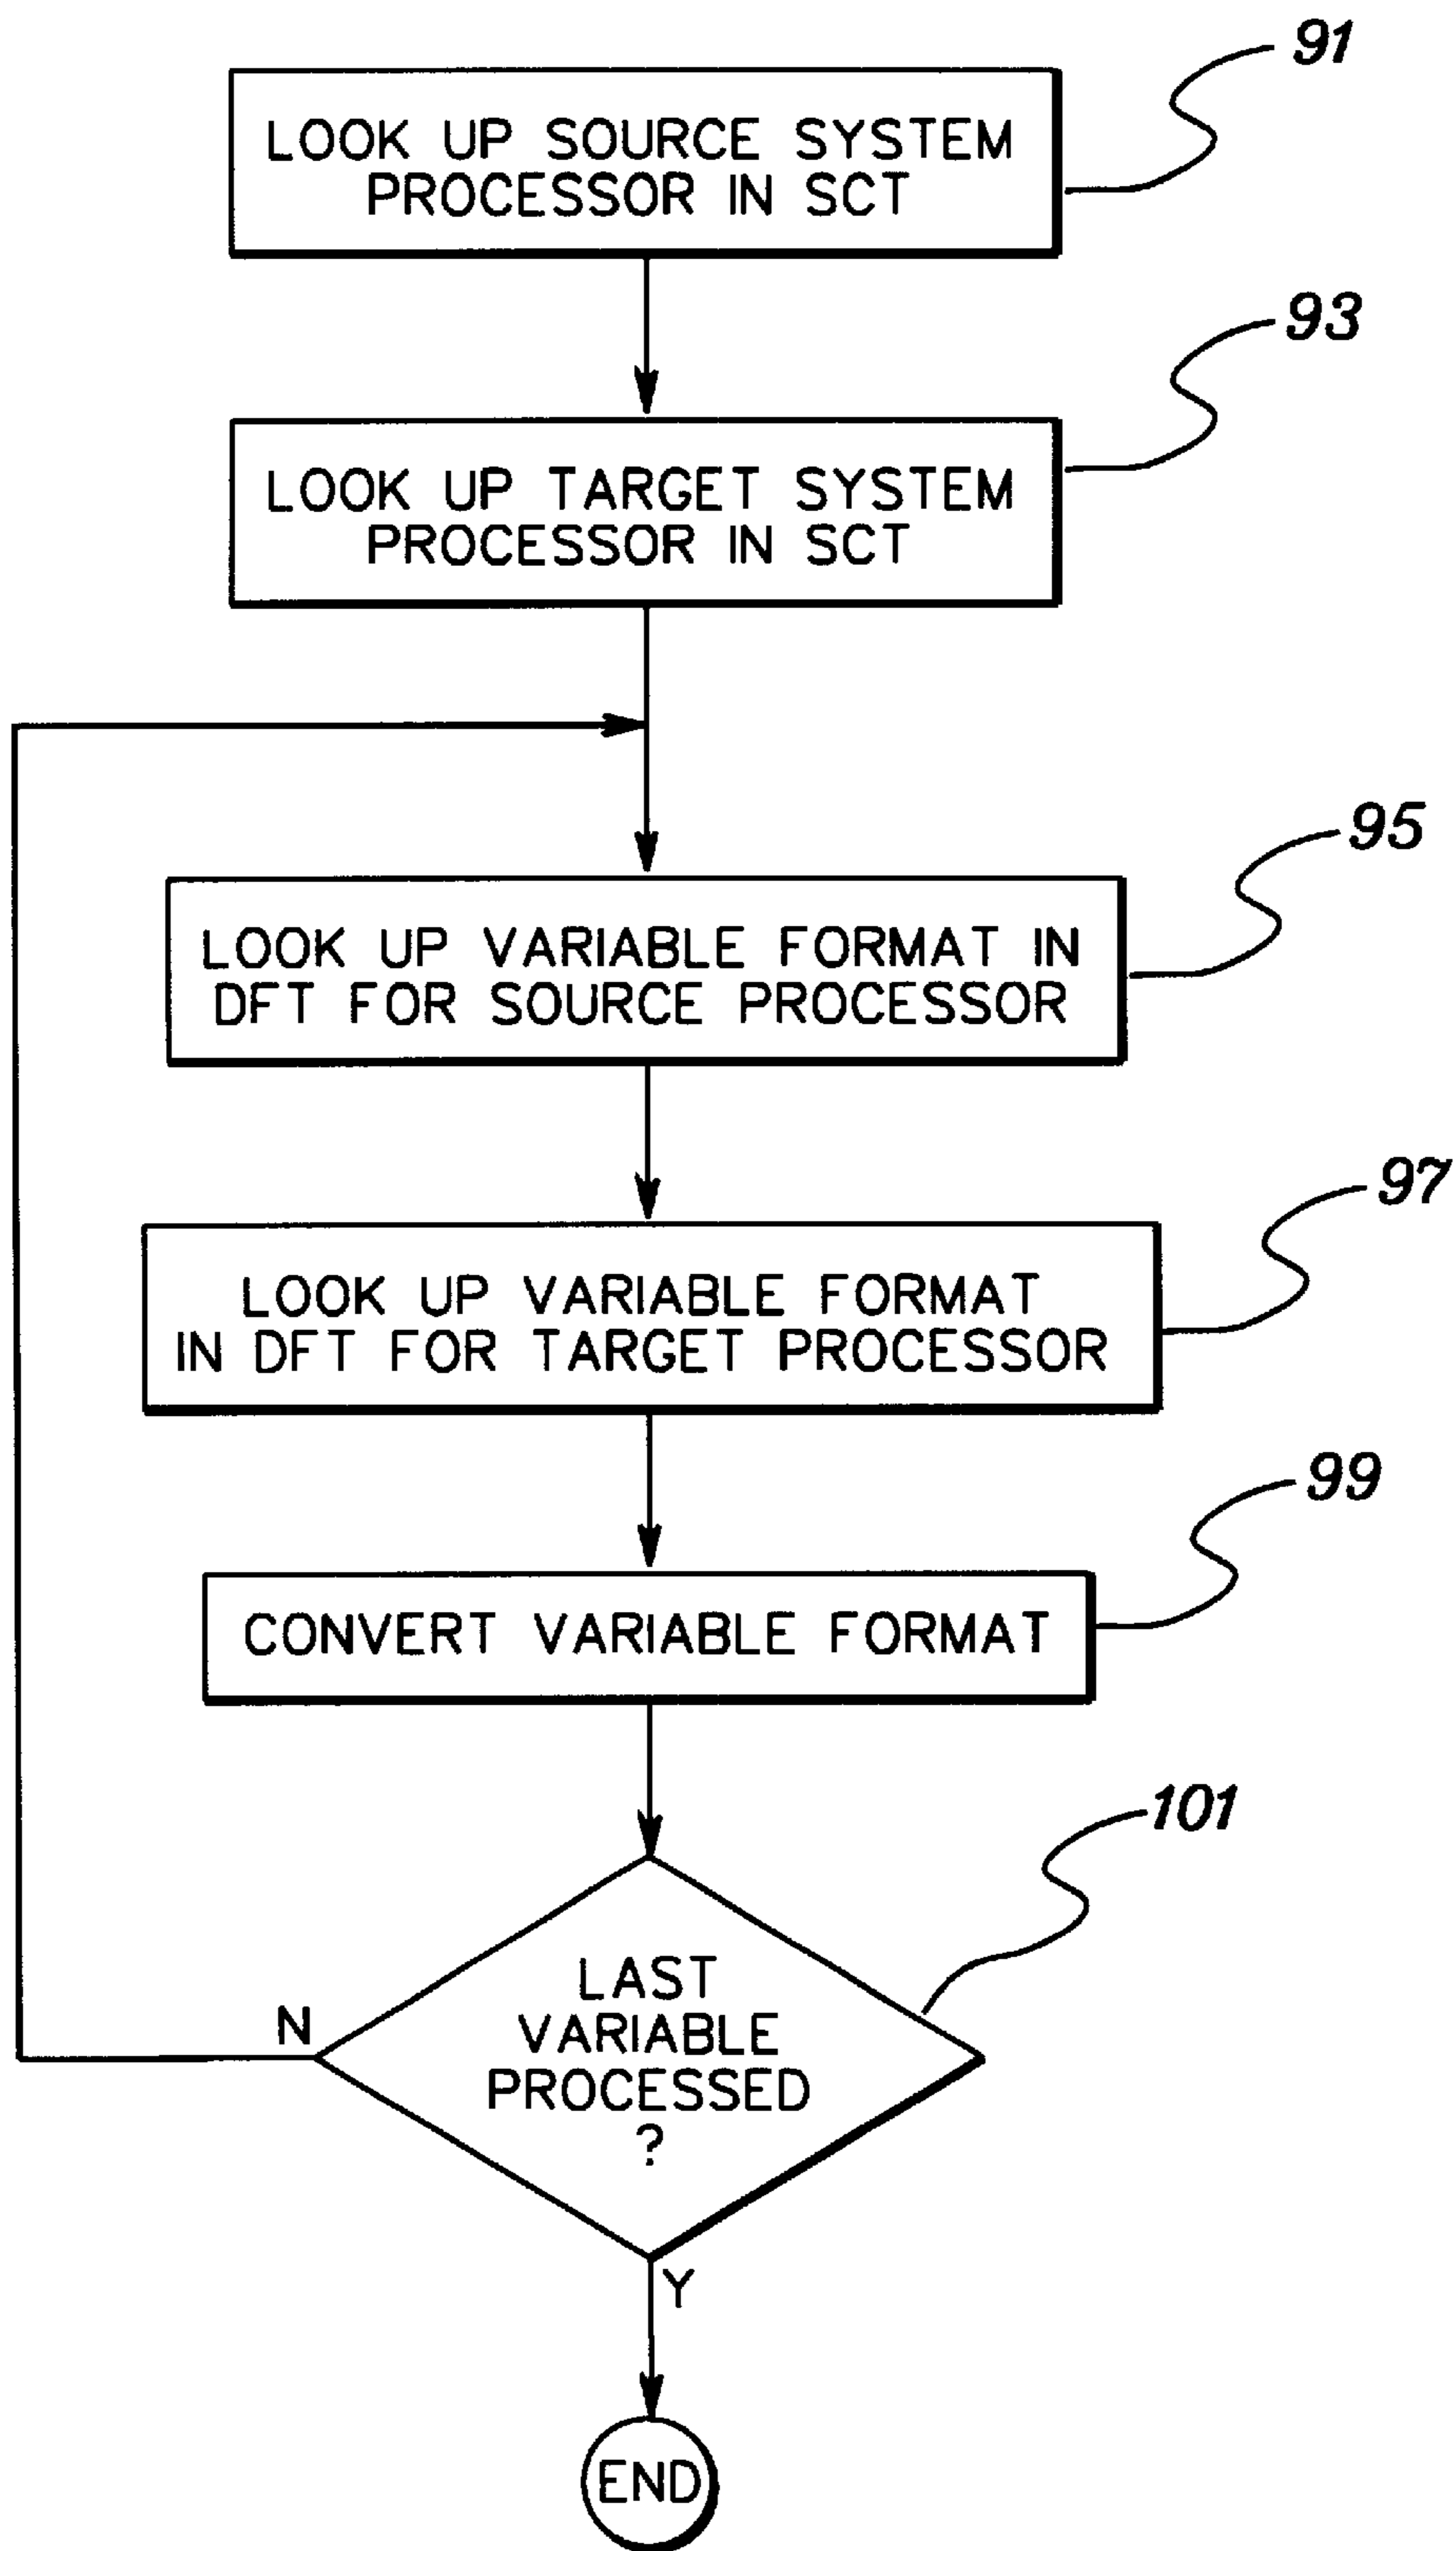 91
LOOK UP SOURCE SYSTEM
PROCESSOR IN SCT
93
LOOK UP TARGET SYSTEM
PROCESSOR IN SCT
95
LOOK UP VARIABLE FORMAT IN
DFT FOR SOURCE PROCESSOR
97
LOOK UP VARIABLE FORMAT
IN DFT FOR TARGET PROCESSOR
99
CONVERT VARIABLE FORMAT
101
LAST
VARIABLE
PROCESSED
?
N
Y
END